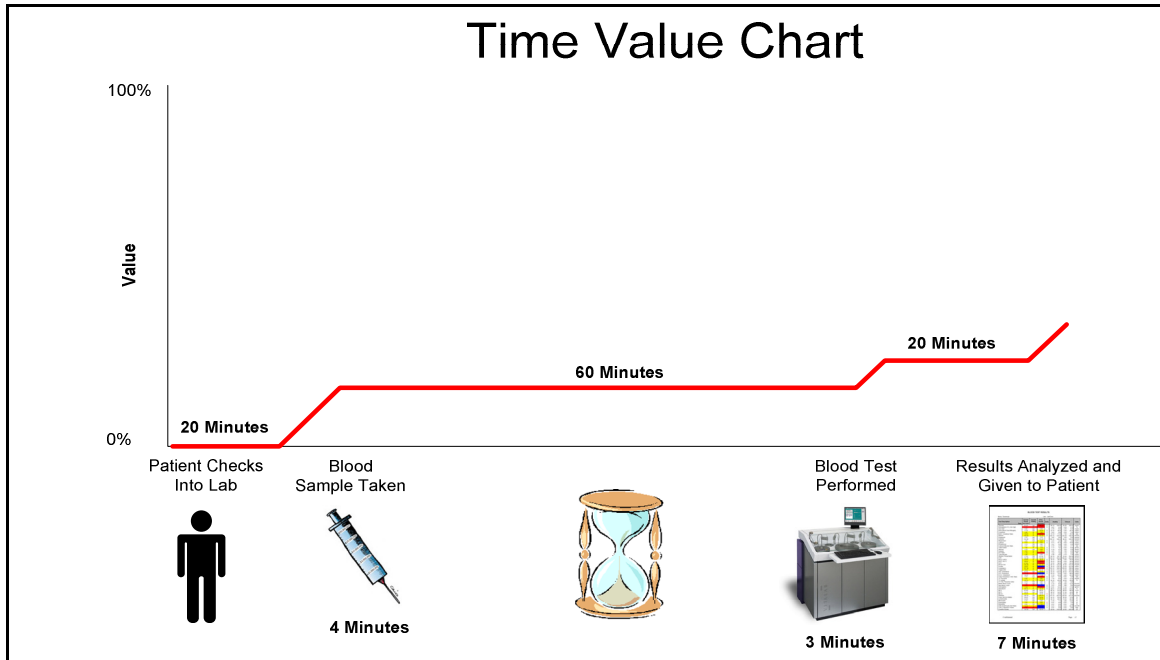 Time Value Chart
100%
Value
20 Minutes
60 Minutes
20 Minutes
0%
Patient Checks
Into Lab
Blood
Sample Taken
Blood Test
Performed
Results Analyzed and
Given to Patient
4 Minutes
3 Minutes
7 Minutes